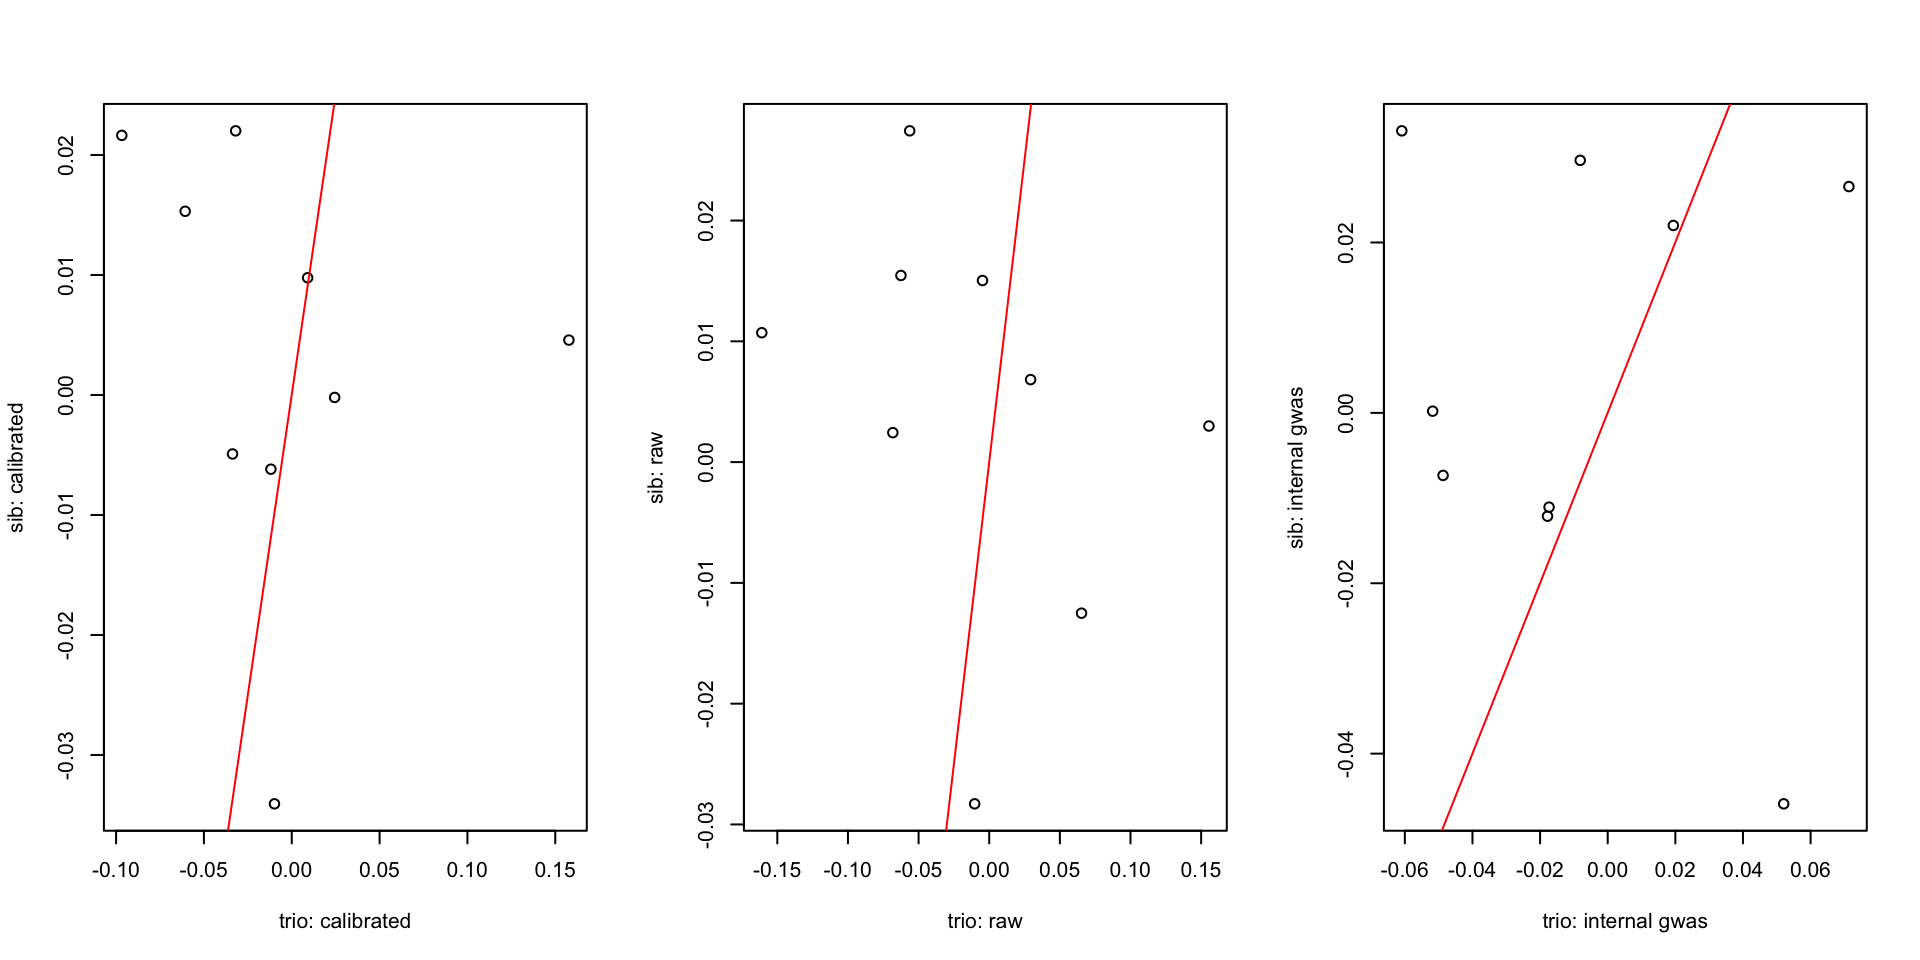 sib: calibrated
0.02
0.01
0.00
-0.01
-0.02
-0.03
-0.10 -0.05 0.00 0.05 0.10 0.15
trio: calibrated
sib: raw
0.02
0.01
0.00
-0.01
-0.02
-0.03
-0.15 -0.10 -0.05 0.00 0.05 0.10 0.15
trio: raw
sib: internal gwas
0.02
0.00
-0.02
-0.04
-0.06 -0.04 -0.02 0.00 0.02 0.04 0.06
trio: internal gwas